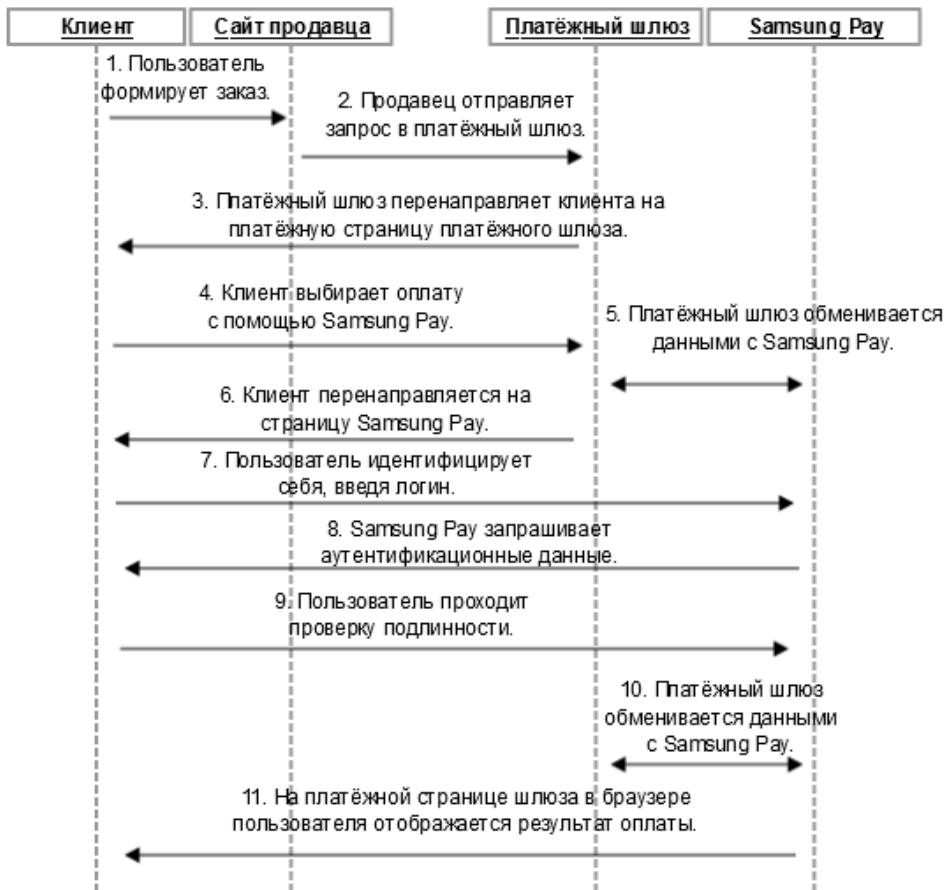 Клиент
Сайт продавца
Платёжный шлюз
Samsung Pay
1. Пользователь
формирует заказ.
2. Продавец отправляет
запрос в платёжный шлюз.
3. Платёжный шлюз перенаправляет клиента на
платёжную страницу платёжного шлюза.
4. Клиент выбирает оплату
с помощью Samsung Pay.
5. Платёжный шлюз обменивается
данными с Samsung Pay.
6. Клиент перенаправляется на
страницу Samsung Pay.
7. Пользователь идентифицирует
себя, введя логин.
8. Samsung Pay запрашивает
аутентификационные данные.
9. Пользователь проходит
проверку подлинности.
10. Платёжный шлюз
обменивается данными
с Samsung Pay.
11. На платёжной странице шлюза в браузере
пользователя отображается результат оплаты.